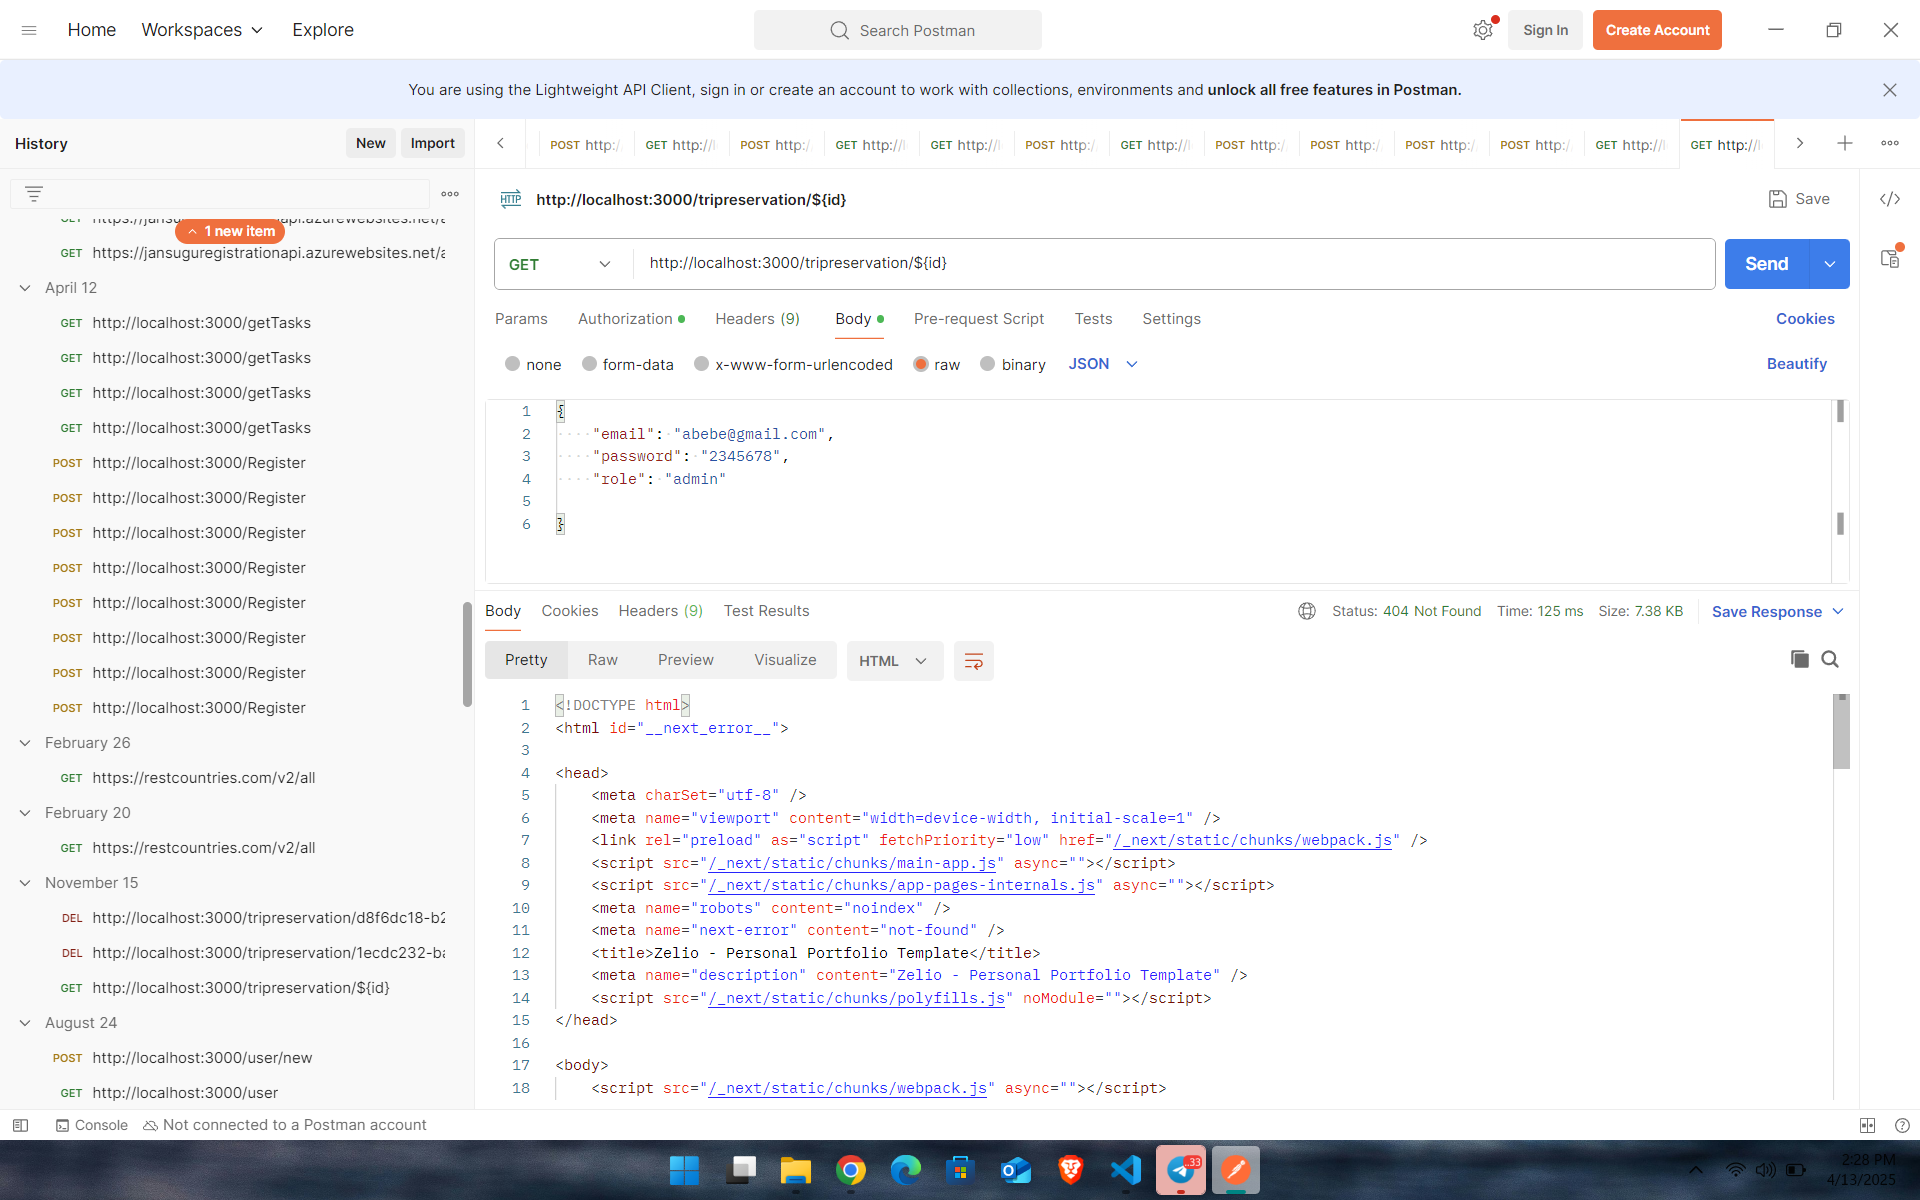 Home Workspaces Explore
Search Postman
Sign In Create Account
You are using the Lightweight API Client, sign in or create an account to work with collections, environments and unlock all free features in Postman.
History New Import
1 new item
GET https://jansuguregistrationapi.azurewebsites.net/
April 12
GET http://localhost:3000/getTasks
GET http://localhost:3000/getTasks
GET http://localhost:3000/getTasks
GET http://localhost:3000/getTasks
POST http://localhost:3000/Register
POST http://localhost:3000/Register
POST http://localhost:3000/Register
POST http://localhost:3000/Register
POST http://localhost:3000/Register
POST http://localhost:3000/Register
POST http://localhost:3000/Register
POST http://localhost:3000/Register
February 26
GET https://restcountries.com/v2/all
February 20
GET https://restcountries.com/v2/all
November 15
DEL http://localhost:3000/tripreservation/d8f6dc18-b2
DEL http://localhost:3000/tripreservation/1ecdc232-ba
GET http://localhost:3000/tripreservation/${id}
August 24
POST http://localhost:3000/user/new
GET http://localhost:3000/user
POST http:/ GET http://l POST http:/ GET http://l GET http://l POST http:/ GET http://l POST http:/ POST http:/ POST http:/ POST http:/ GET http://l GET http://l
HTTP http://localhost:3000/tripreservation/${id} Save
GET http://localhost:3000/tripreservation/${id} Send
Params Authorization Headers (9) Body Pre-request Script Tests Settings Cookies
none form-data x-www-form-urlencoded raw binary JSON Beautify
1 {
2 "email": "abebe@gmail.com",
3 "password": "2345678",
4 "role": "admin"
5
6 }
Body Cookies Headers (9) Test Results Status: 404 Not Found Time: 125 ms Size: 7.38 KB Save Response
Pretty Raw Preview Visualize HTML
1 <!DOCTYPE html>
2 <html id="__next_error__">
3
4 <head>
5 <meta charSet="utf-8" />
6 <meta name="viewport" content="width=device-width, initial-scale=1" />
7 <link rel="preload" as="script" fetchPriority="low" href="/_next/static/chunks/webpack.js" />
8 <script src="/_next/static/chunks/main-app.js" async=""></script>
9 <script src="/_next/static/chunks/app-pages-internals.js" async=""></script>
10 <meta name="robots" content="noindex" />
11 <meta name="next-error" content="not-found" />
12 <title>Zelio - Personal Portfolio Template</title>
13 <meta name="description" content="Zelio - Personal Portfolio Template" />
14 <script src="/_next/static/chunks/polyfills.js" noModule=""></script>
15 </head>
16
17 <body>
18 <script src="/_next/static/chunks/webpack.js" async=""></script>
Console Not connected to a Postman account
33
2:28 PM
4/13/2025